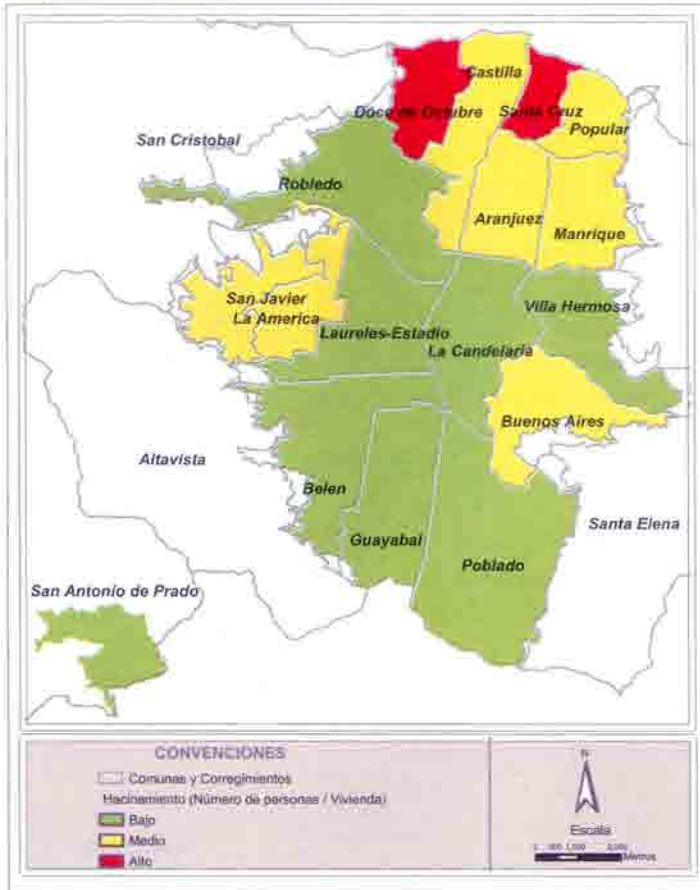 Castilla
Doce de Octubre
Santa Cruz
Popular
San Cristobal
Robledo
Aranjuez
Manrique
San Javier
La America
Villa Hermosa
Laureles-Estadio
La Candelaria
Buenos Aires
Altavista
Belen
Santa Elena
Guayabal
Poblado
San Antonio de Prado
CONVENCIONES
Comunas y Corregimientos
Hacinamiento (Número de personas / Vivienda)
Bajo
Medio
Alto
N
Escala
Metros